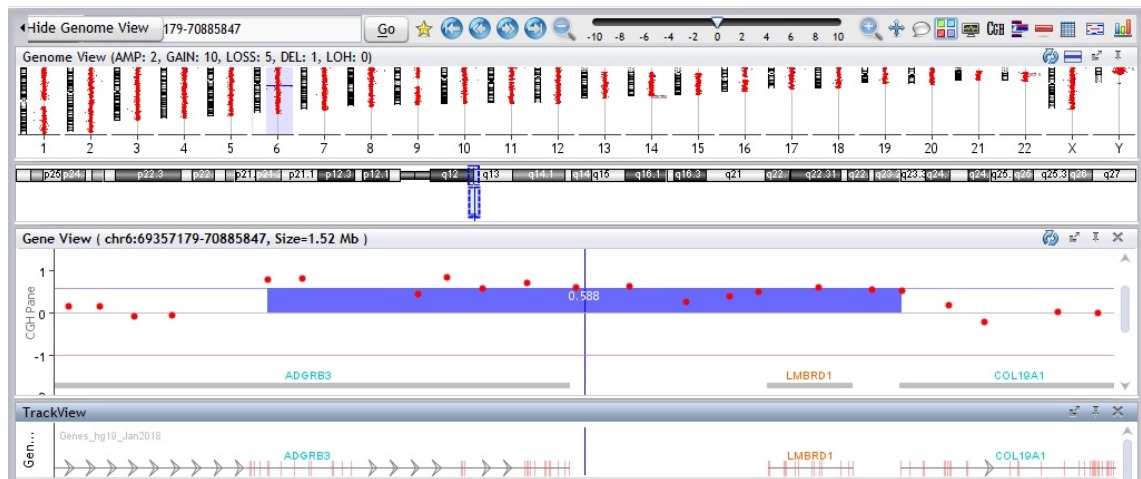 Hide Genome View 179-70885847 Go -10 -8 -6 -4 -2 0 2 4 6 8 10 CGH
Genome View (AMP: 2, GAIN: 10, LOSS: 5, DEL: 1, LOH: 0)
1 2 3 4 5 6 7 8 9 10 11 12 13 14 15 16 17 18 19 20 21 22 X Y
p25 p24. p22.3 p22. p21. p21.1 p12.3 p12.1 q12 q13 q14.1 q14 q15 q16.1 q16.3 q21 q22. q22.31 q22. q23.3 q24. q24. q25. q25 q25.3 q26 q27
Gene View ( chr6:69357179-70885847, Size=1.52 Mb )
CGH Pane
1
0.588
0
-1
ADGRB3 LMBRD1 COL19A1
TrackView
Gen...
Genes_hg19_Jan2018
ADGRB3 LMBRD1 COL19A1